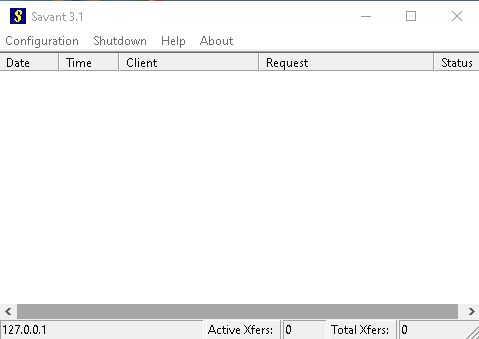 S Savant 3.1
Configuration Shutdown Help About
Date Time Client Request Status
127.0.0.1 Active Xfers: 0 Total Xfers: 0